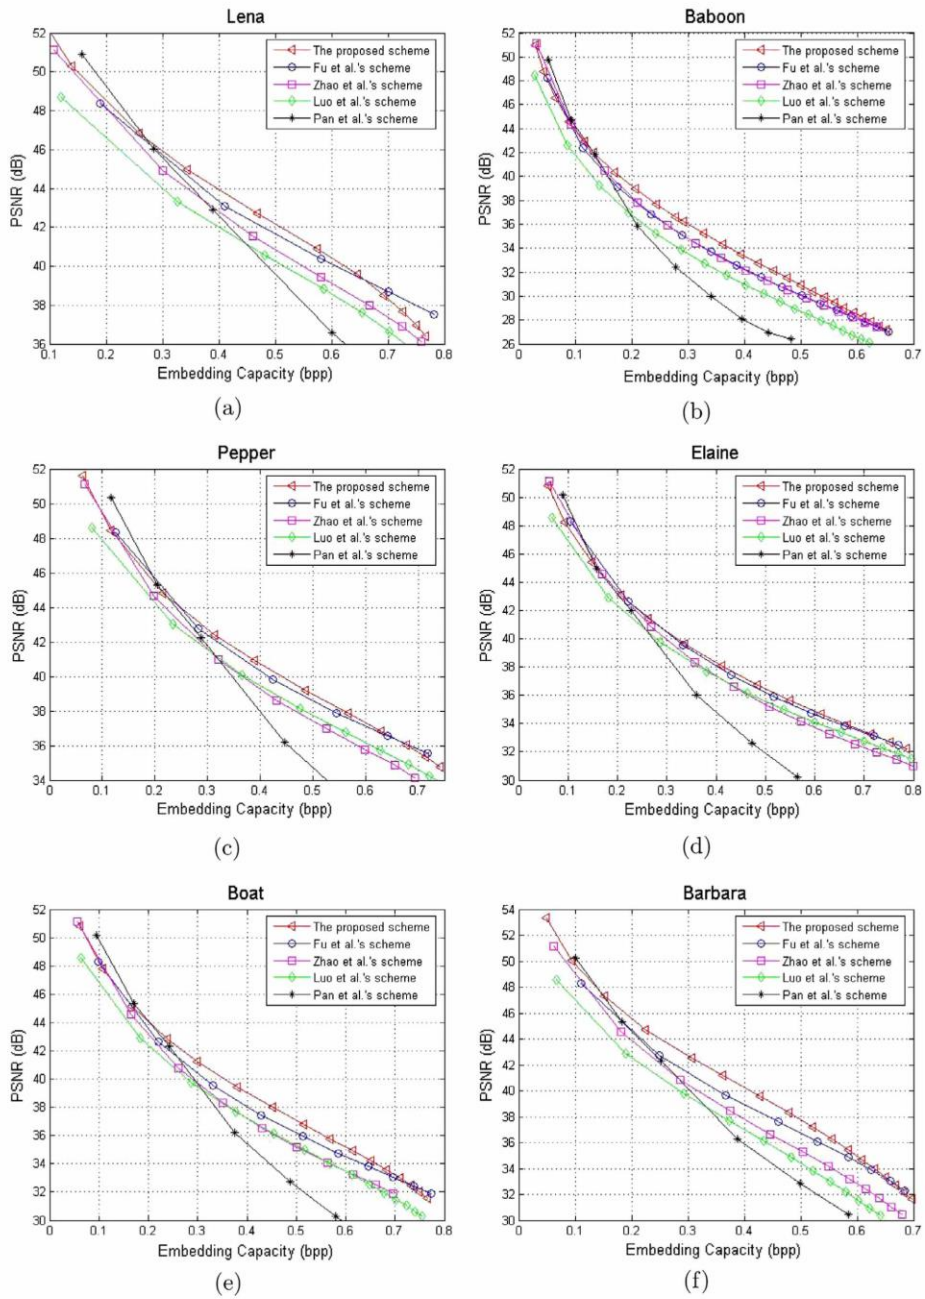 Lena
52
50
48
46
44
42
40
38
36
PSNR (dB)
The proposed scheme
Fu et al.'s scheme
Zhao et al.'s scheme
Luo et al.'s scheme
Pan et al.'s scheme
0.1 0.2 0.3 0.4 0.5 0.6 0.7 0.8
Embedding Capacity (bpp)
(a)
Baboon
52
50
48
46
44
42
40
38
36
34
32
30
28
26
PSNR (dB)
The proposed scheme
Fu et al.'s scheme
Zhao et al.'s scheme
Luo et al.'s scheme
Pan et al.'s scheme
0 0.1 0.2 0.3 0.4 0.5 0.6 0.7
Embedding Capacity (bpp)
(b)
Pepper
52
50
48
46
44
42
40
38
36
34
PSNR (dB)
The proposed scheme
Fu et al.'s scheme
Zhao et al.'s scheme
Luo et al.'s scheme
Pan et al.'s scheme
0 0.1 0.2 0.3 0.4 0.5 0.6 0.7
Embedding Capacity (bpp)
(c)
Elaine
52
50
48
46
44
42
40
38
36
34
32
30
PSNR (dB)
The proposed scheme
Fu et al.'s scheme
Zhao et al.'s scheme
Luo et al.'s scheme
Pan et al.'s scheme
0 0.1 0.2 0.3 0.4 0.5 0.6 0.7 0.8
Embedding Capacity (bpp)
(d)
Boat
52
50
48
46
44
42
40
38
36
34
32
30
PSNR (dB)
The proposed scheme
Fu et al.'s scheme
Zhao et al.'s scheme
Luo et al.'s scheme
Pan et al.'s scheme
0 0.1 0.2 0.3 0.4 0.5 0.6 0.7 0.8
Embedding Capacity (bpp)
(e)
Barbara
54
52
50
48
46
44
42
40
38
36
34
32
30
PSNR (dB)
The proposed scheme
Fu et al.'s scheme
Zhao et al.'s scheme
Luo et al.'s scheme
Pan et al.'s scheme
0 0.1 0.2 0.3 0.4 0.5 0.6 0.7
Embedding Capacity (bpp)
(f)